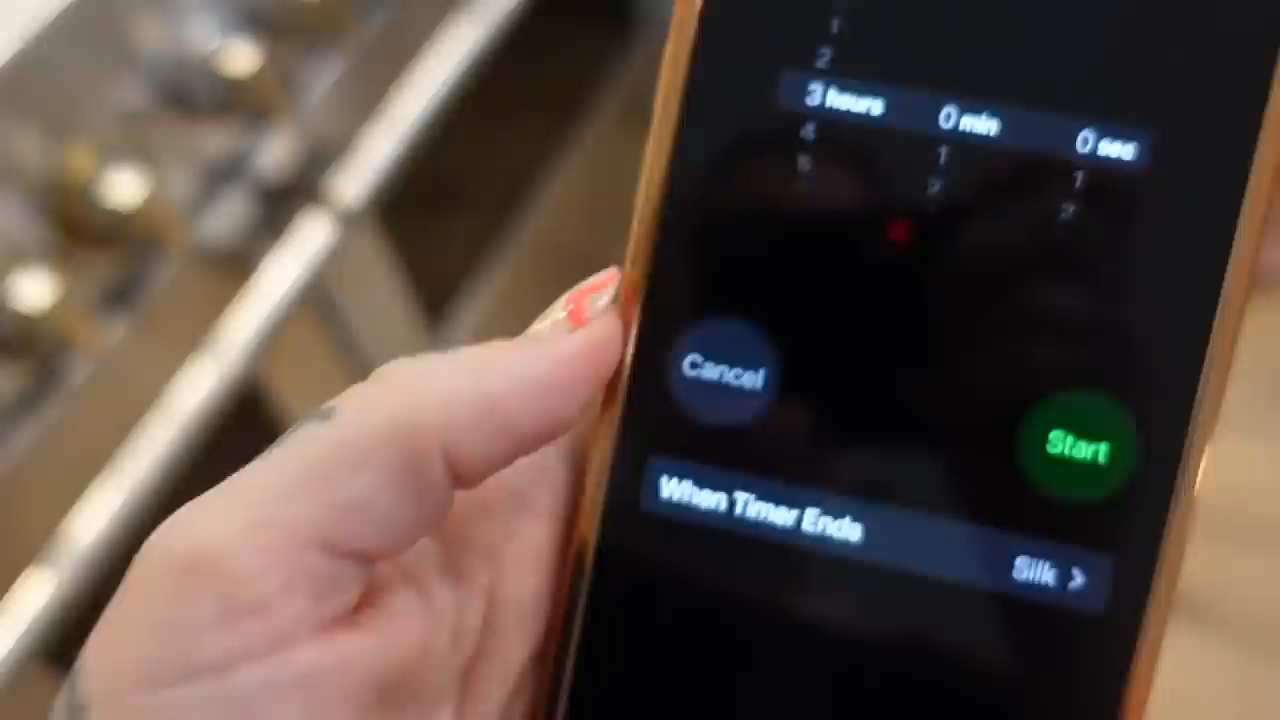 1
2
3 hours 0 min 0 sec
4 1 1
5 2 2
Cancel
Start
When Timer Ends
Silk >